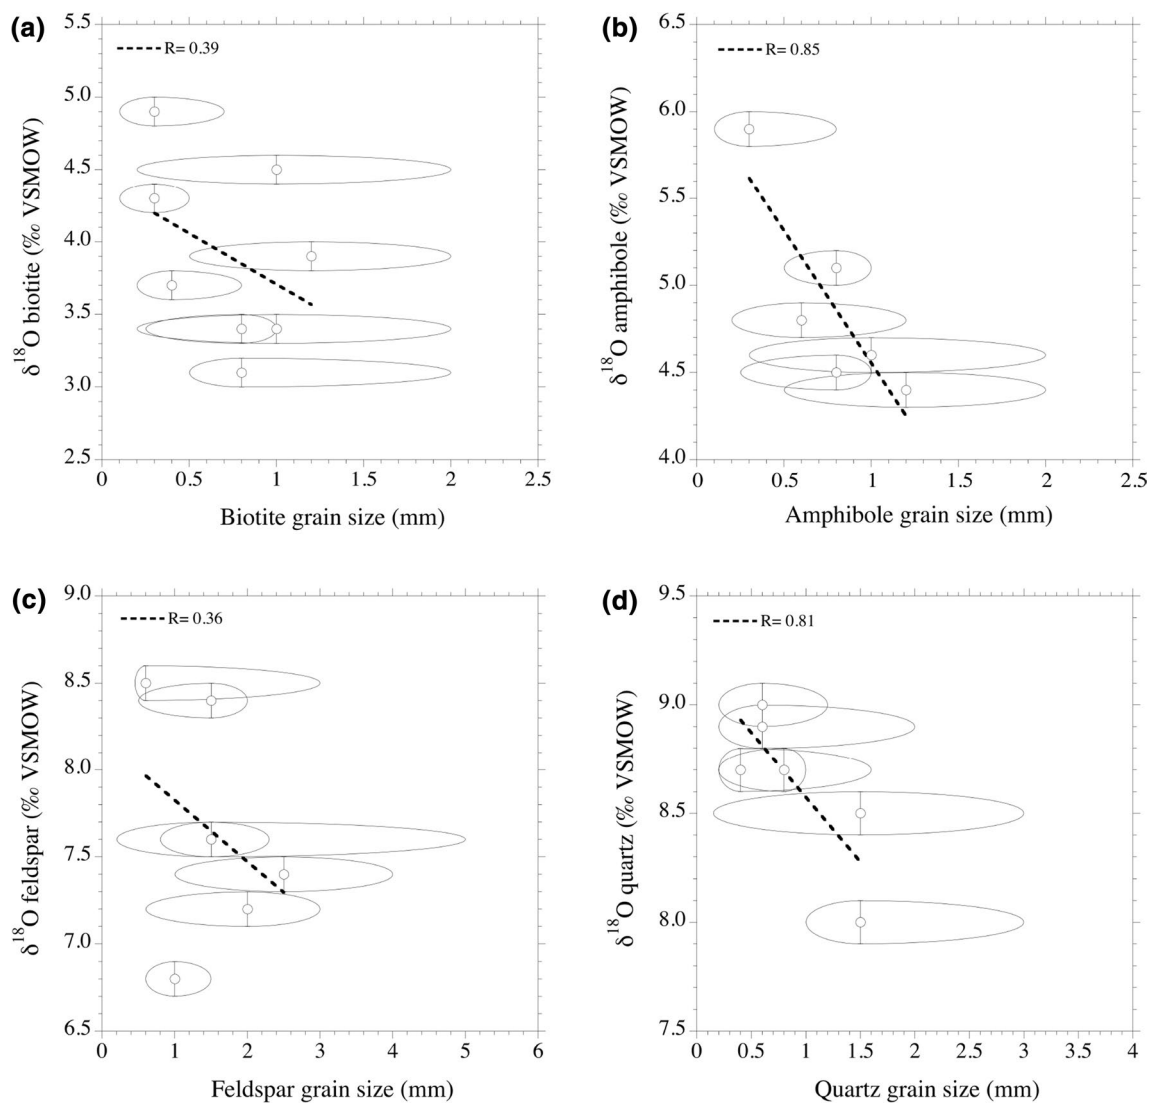 (a)
R= 0.39
5.5
5.0
4.5
4.0
3.5
3.0
2.5
δ¹⁸O biotite (‰ VSMOW)
0 0.5 1 1.5 2 2.5
Biotite grain size (mm)
(b)
R= 0.85
6.5
6.0
5.5
5.0
4.5
4.0
δ¹⁸O amphibole (‰ VSMOW)
0 0.5 1 1.5 2 2.5
Amphibole grain size (mm)
(c)
R= 0.36
9.0
8.5
8.0
7.5
7.0
6.5
δ¹⁸O feldspar (‰ VSMOW)
0 1 2 3 4 5 6
Feldspar grain size (mm)
(d)
R= 0.81
9.5
9.0
8.5
8.0
7.5
δ¹⁸O quartz (‰ VSMOW)
0 0.5 1 1.5 2 2.5 3 3.5 4
Quartz grain size (mm)